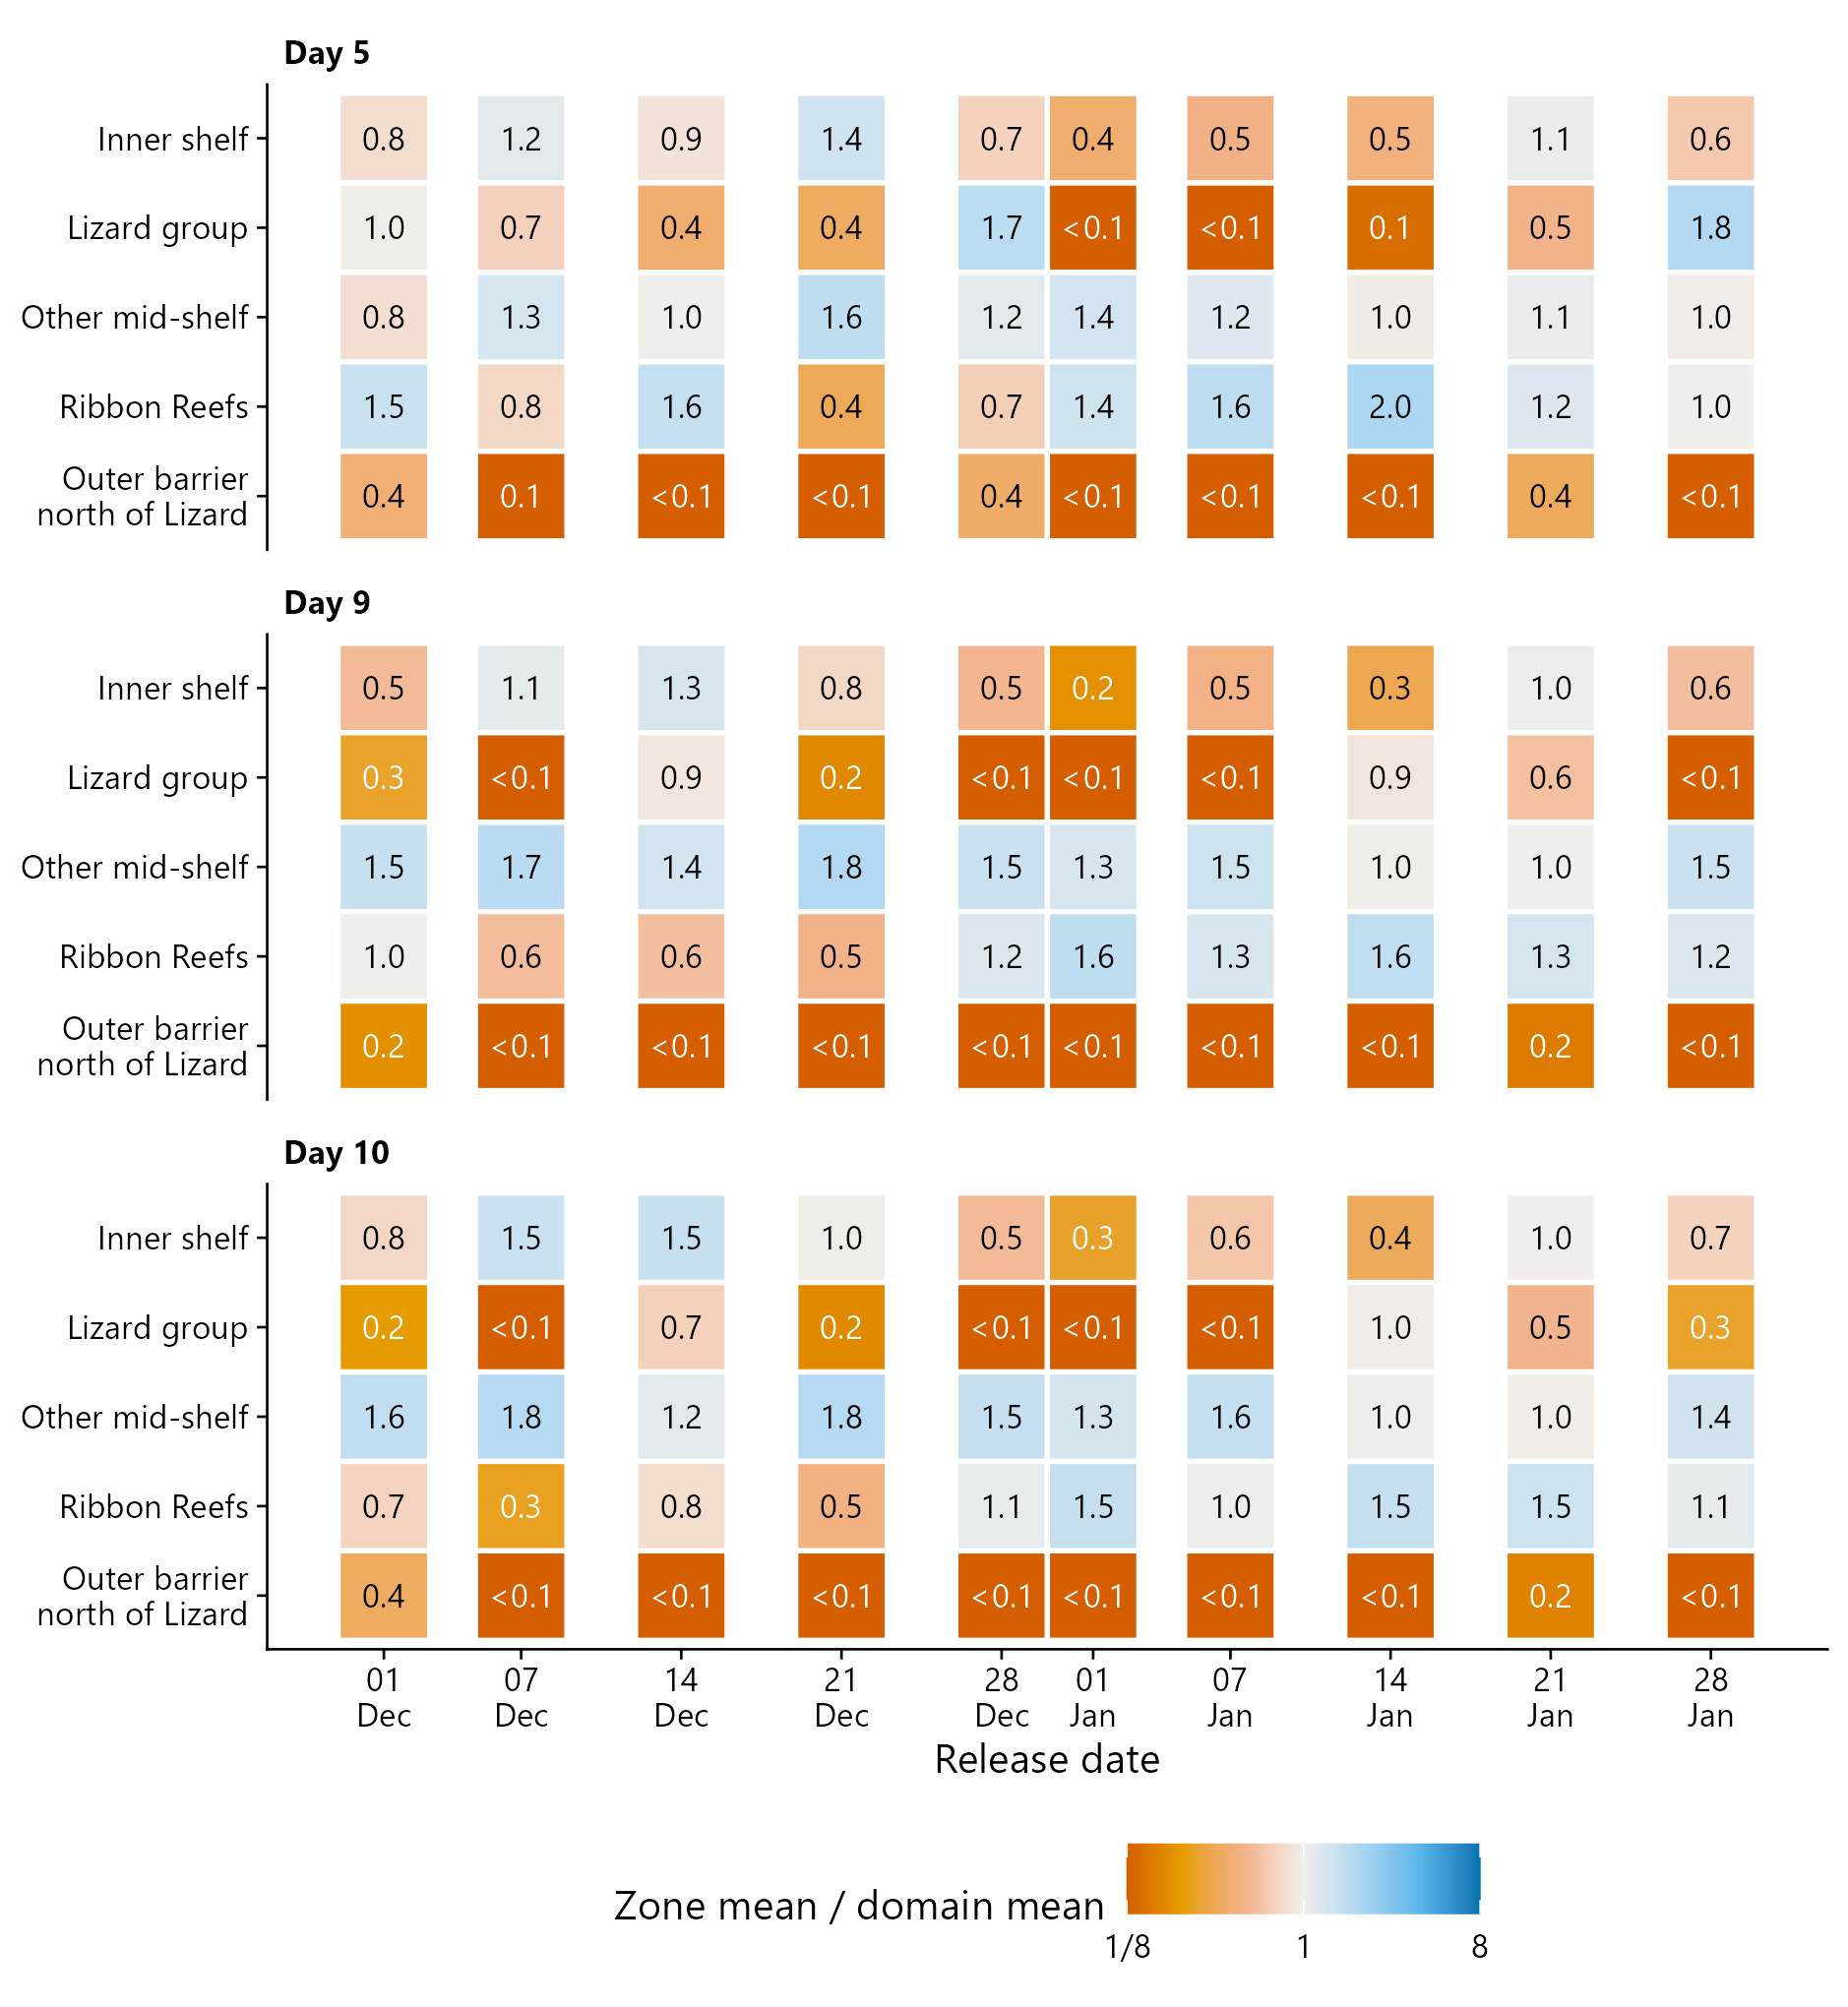 Day 5
Inner shelf 0.8 1.2 0.9 1.4 0.7 0.4 0.5 0.5 1.1 0.6
Lizard group 1.0 0.7 0.4 0.4 1.7 <0.1 <0.1 0.1 0.5 1.8
Other mid-shelf 0.8 1.3 1.0 1.6 1.2 1.4 1.2 1.0 1.1 1.0
Ribbon Reefs 1.5 0.8 1.6 0.4 0.7 1.4 1.6 2.0 1.2 1.0
Outer barrier
north of Lizard 0.4 0.1 <0.1 <0.1 0.4 <0.1 <0.1 <0.1 0.4 <0.1
Day 9
Inner shelf 0.5 1.1 1.3 0.8 0.5 0.2 0.5 0.3 1.0 0.6
Lizard group 0.3 <0.1 0.9 0.2 <0.1 <0.1 <0.1 0.9 0.6 <0.1
Other mid-shelf 1.5 1.7 1.4 1.8 1.5 1.3 1.5 1.0 1.0 1.5
Ribbon Reefs 1.0 0.6 0.6 0.5 1.2 1.6 1.3 1.6 1.3 1.2
Outer barrier
north of Lizard 0.2 <0.1 <0.1 <0.1 <0.1 <0.1 <0.1 <0.1 0.2 <0.1
Day 10
Inner shelf 0.8 1.5 1.5 1.0 0.5 0.3 0.6 0.4 1.0 0.7
Lizard group 0.2 <0.1 0.7 0.2 <0.1 <0.1 <0.1 1.0 0.5 0.3
Other mid-shelf 1.6 1.8 1.2 1.8 1.5 1.3 1.6 1.0 1.0 1.4
Ribbon Reefs 0.7 0.3 0.8 0.5 1.1 1.5 1.0 1.5 1.5 1.1
Outer barrier
north of Lizard 0.4 <0.1 <0.1 <0.1 <0.1 <0.1 <0.1 <0.1 0.2 <0.1
01 07 14 21 28 01 07 14 21 28
Dec Dec Dec Dec Dec Jan Jan Jan Jan Jan
Release date
Zone mean / domain mean
1/8 1 8